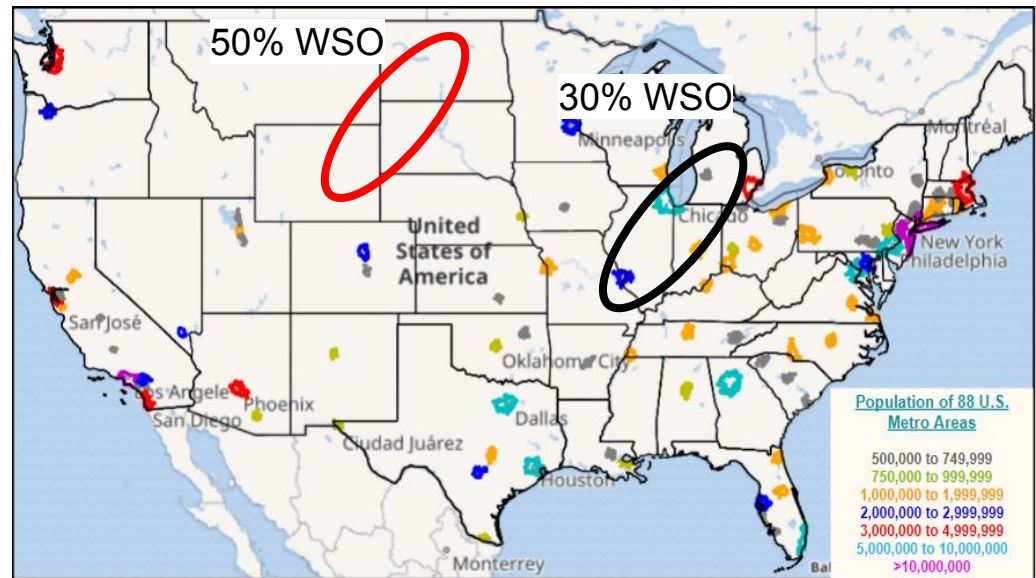 50% WSO
30% WSO
Minneapolis
Montréal
Toronto
Chicago
United
States of
America
New York
Philadelphia
San José
Oklahoma City
Los Angeles
Phoenix
San Diego
Dallas
Ciudad Juárez
Houston
Monterrey
Population of 88 U.S.
Metro Areas
500,000 to 749,999
750,000 to 999,999
1,000,000 to 1,999,999
2,000,000 to 2,999,999
3,000,000 to 4,999,999
5,000,000 to 10,000,000
>10,000,000
Bal